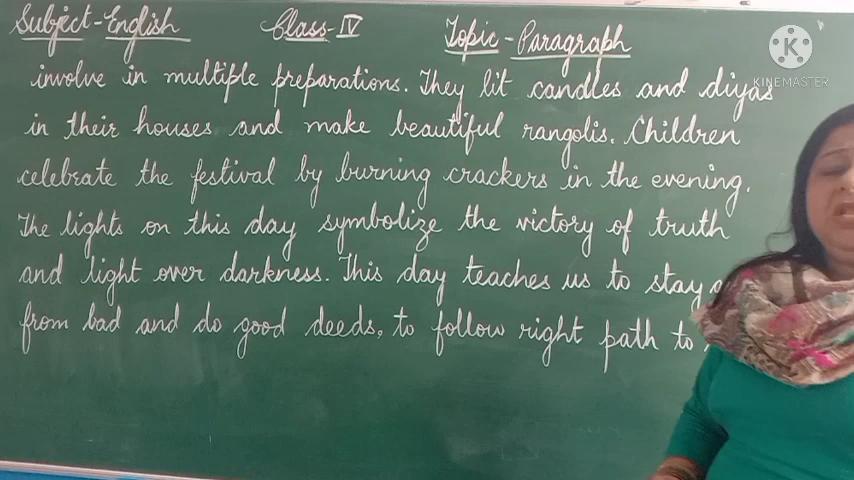 Subject-English Class-IV Topic-Paragraph
involve in multiple preparations. They lit candles and diyas
in their houses and make beautiful rangolis. Children
celebrate the festival by burning crackers in the evening.
The lights on this day symbolize the victory of truth
and light over darkness. This day teaches us to stay
from bad and do good deeds, to follow right path to
KINEMASTER